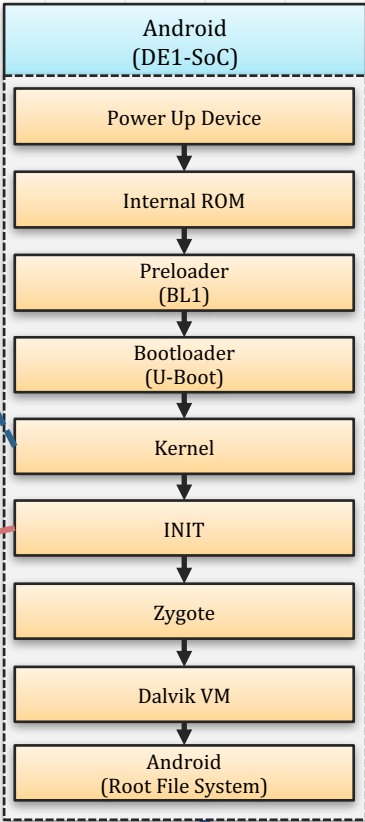 Android
(DE1-SoC)
Power Up Device
Internal ROM
Preloader
(BL1)
Bootloader
(U-Boot)
Kernel
INIT
Zygote
Dalvik VM
Android
(Root File System)